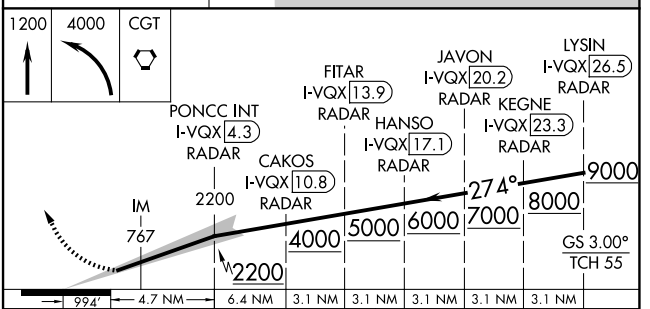 1200
4000
CGT
LYSIN
I-VQX 26.5
RADAR
JAVON
I-VQX 20.2
RADAR
FITAR
I-VQX 13.9
RADAR
KEGNE
I-VQX 23.3
RADAR
HANSO
I-VQX 17.1
RADAR
PONCC INT
I-VQX 4.3
RADAR
CAKOS
I-VQX 10.8
RADAR
9000
274°
8000
7000
6000
5000
4000
2200
2200
IM
767
GS 3.00°
TCH 55
994'
4.7 NM
6.4 NM
3.1 NM
3.1 NM
3.1 NM
3.1 NM
3.1 NM